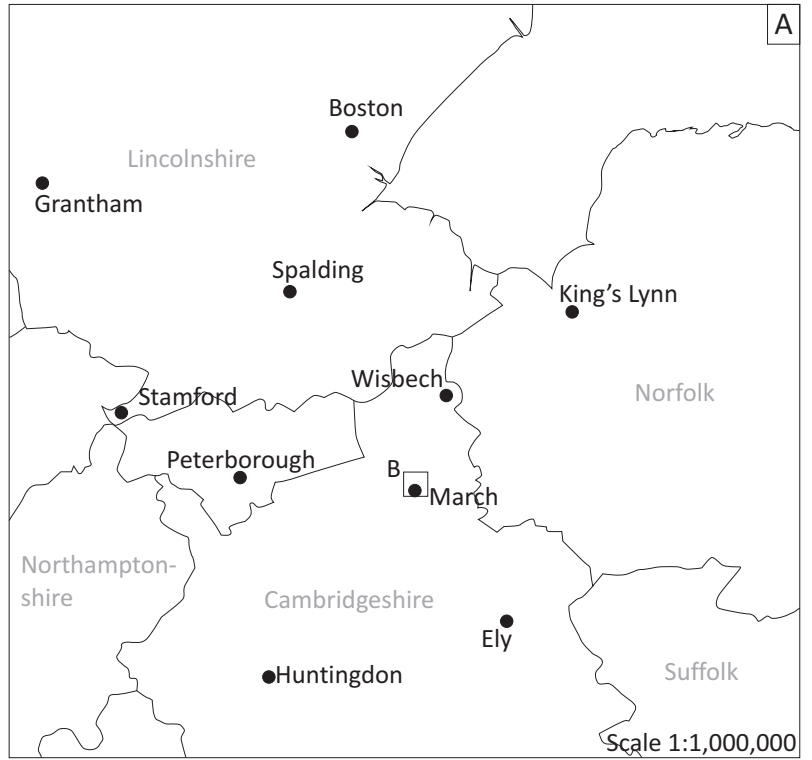 A
Boston
Lincolnshire
Grantham
Spalding
King's Lynn
Wisbech
Stamford
Norfolk
Peterborough
B
March
Northampton-
shire
Cambridgeshire
Ely
Suffolk
Huntingdon
Scale 1:1,000,000